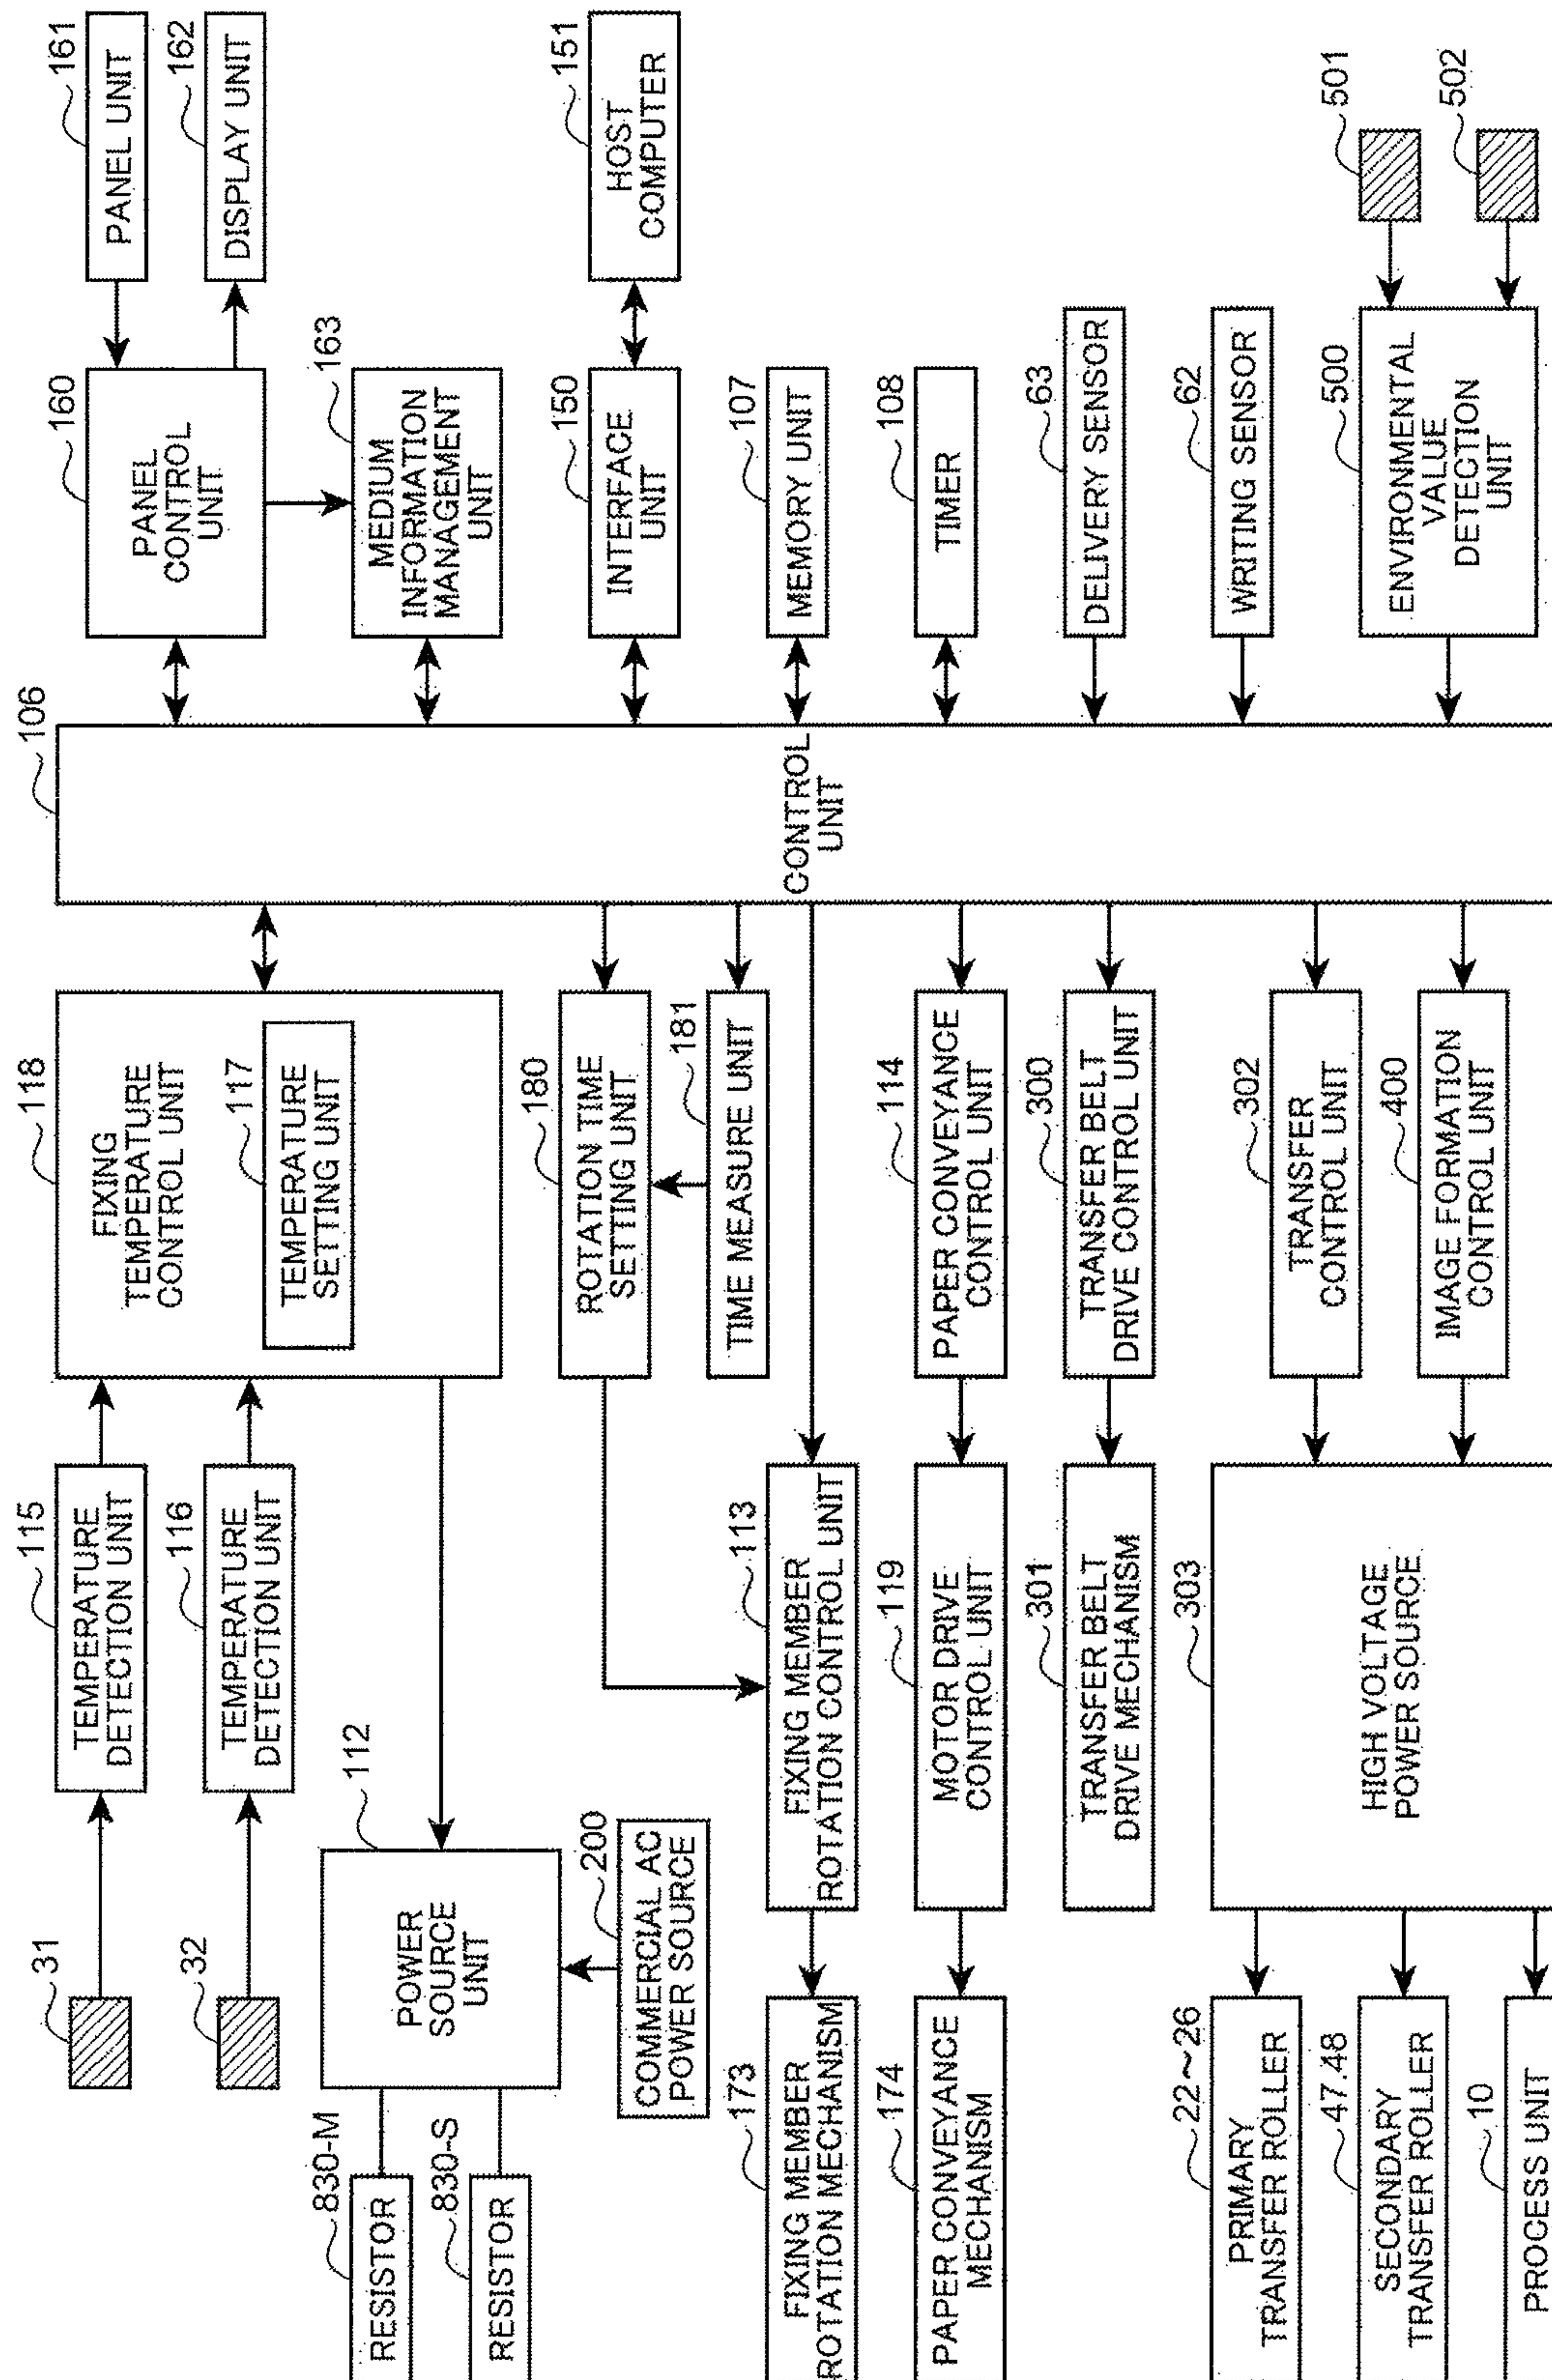 31
115
TEMPERATURE
DETECTION UNIT
118
FIXING
TEMPERATURE
CONTROL UNIT
106
160
PANEL
CONTROL
UNIT
161
PANEL UNIT
32
116
TEMPERATURE
DETECTION UNIT
117
TEMPERATURE
SETTING UNIT
162
DISPLAY UNIT
830-M
RESISTOR
112
POWER
SOURCE
UNIT
163
MEDIUM
INFORMATION
MANAGEMENT
UNIT
830-S
RESISTOR
200
COMMERCIAL AC
POWER SOURCE
180
ROTATION TIME
SETTING UNIT
150
INTERFACE
UNIT
151
HOST
COMPUTER
181
TIME MEASURE UNIT
173
FIXING MEMBER
ROTATION MECHANISM
113
FIXING MEMBER
ROTATION CONTROL UNIT
CONTROL
UNIT
107
MEMORY UNIT
174
PAPER CONVEYANCE
MECHANISM
119
MOTOR DRIVE
CONTROL UNIT
114
PAPER CONVEYANCE
CONTROL UNIT
108
TIMER
301
TRANSFER BELT
DRIVE MECHANISM
300
TRANSFER BELT
DRIVE CONTROL UNIT
63
DELIVERY SENSOR
22~26
PRIMARY
TRANSFER ROLLER
303
HIGH VOLTAGE
POWER SOURCE
302
TRANSFER
CONTROL UNIT
62
WRITING SENSOR
47.48
SECONDARY
TRANSFER ROLLER
400
IMAGE FORMATION
CONTROL UNIT
500
ENVIRONMENTAL
VALUE
DETECTION
UNIT
501
502
10
PROCESS UNIT